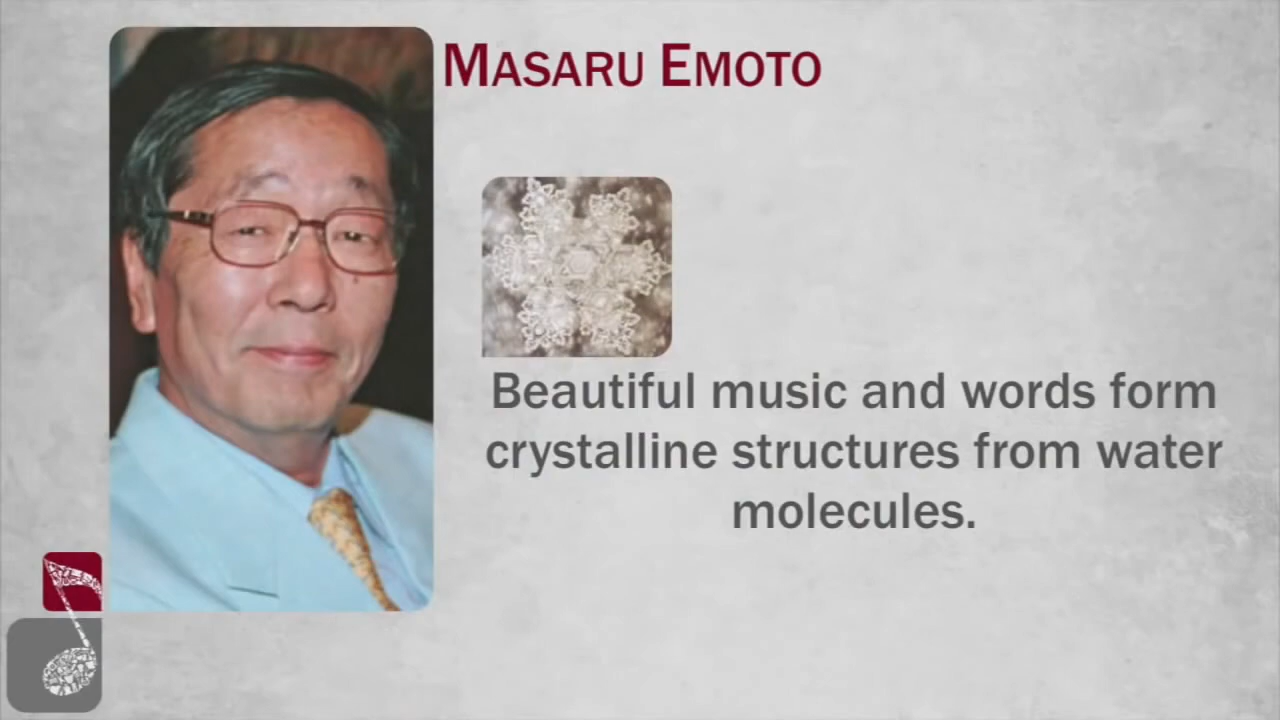 MASARU EMOTO
Beautiful music and words form
crystalline structures from water
molecules.